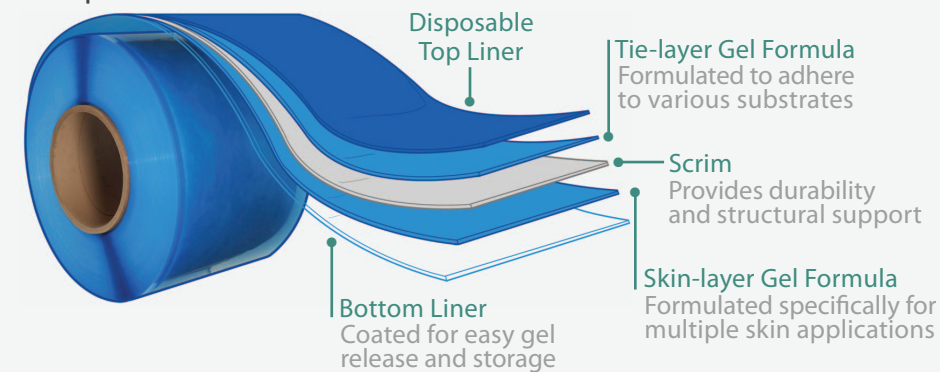 Disposable
Top Liner
Tie-layer Gel Formula
Formulated to adhere
to various substrates
Scrim
Provides durability
and structural support
Skin-layer Gel Formula
Formulated specifically for
multiple skin applications
Bottom Liner
Coated for easy gel
release and storage